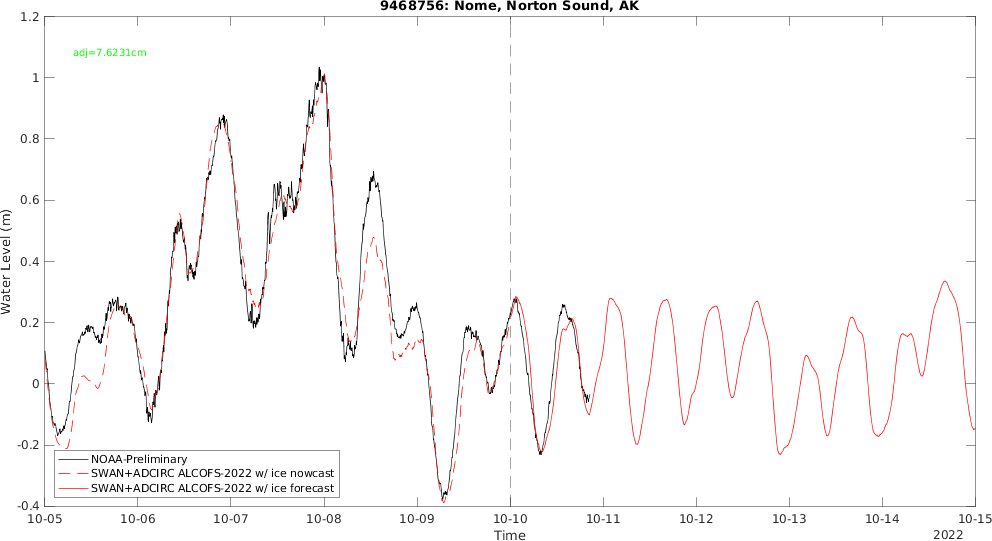 9468756: Nome, Norton Sound, AK
adj=7.6231cm
1.2
1
0.8
0.6
0.4
0.2
0
-0.2
-0.4
Water Level (m)
NOAA-Preliminary
SWAN+ADCIRC ALCOFS-2022 w/ ice nowcast
SWAN+ADCIRC ALCOFS-2022 w/ ice forecast
10-05 10-06 10-07 10-08 10-09 10-10 10-11 10-12 10-13 10-14 10-15
Time
2022